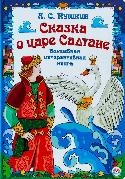 А. С. Пушкин
Сказка
о царе Салтане
Волшебная
интерактивная
книга